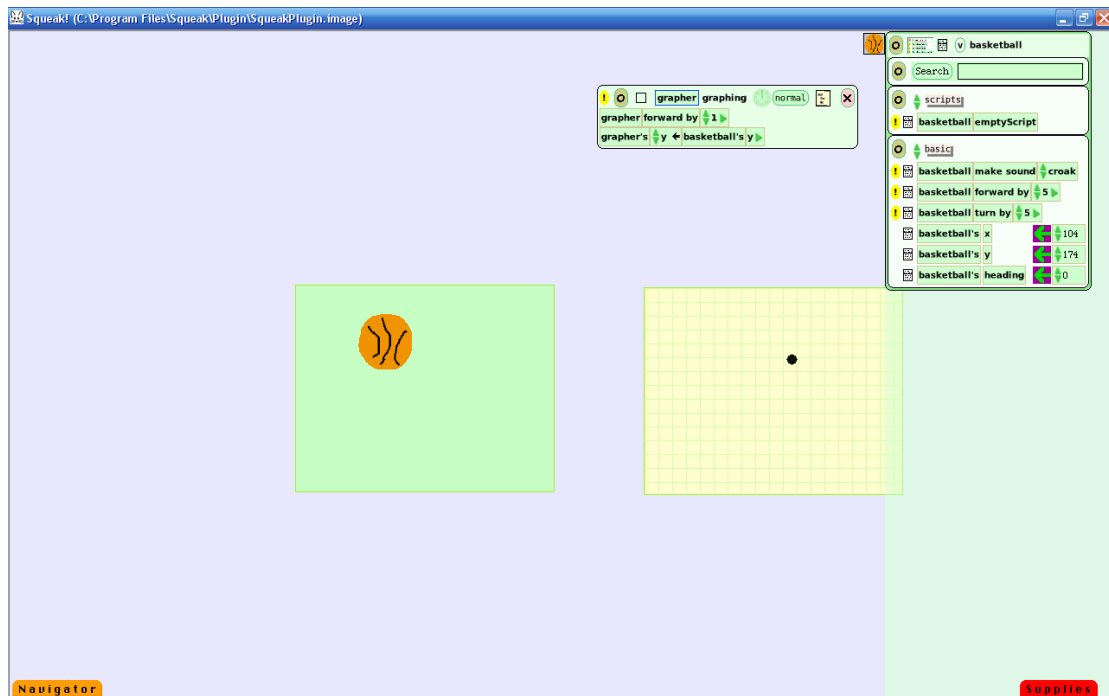 Squeak! (C:\Program Files\Squeak\Plugin\SqueakPlugin.image)
v basketball
Search
! grapher graphing normal
grapher forward by 1
grapher's y ← basketball's y
scripts
! basketball emptyScript
basic
! basketball make sound croak
! basketball forward by 5
! basketball turn by 5
basketball's x 104
basketball's y 174
basketball's heading 0
Navigator
Supplies